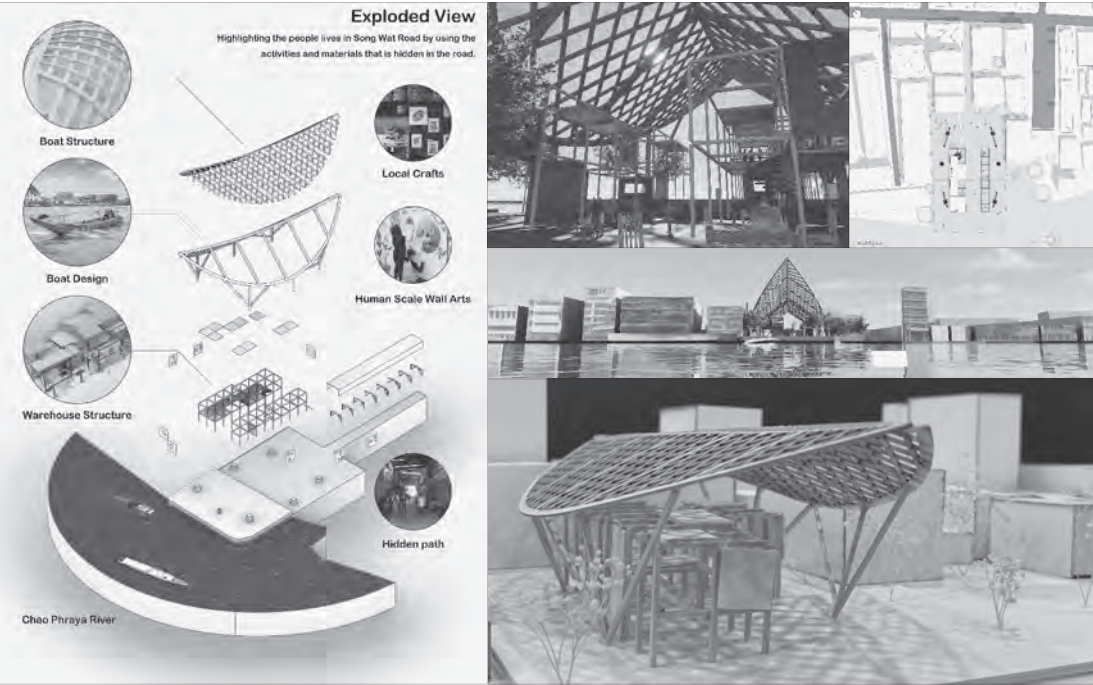 Exploded View
Highlighting the people lives in Song Wat Road by using the
activities and materials that is hidden in the road.
Boat Structure
Local Crafts
Boat Design
Human Scale Wall Arts
Warehouse Structure
Hidden path
Chao Phraya River